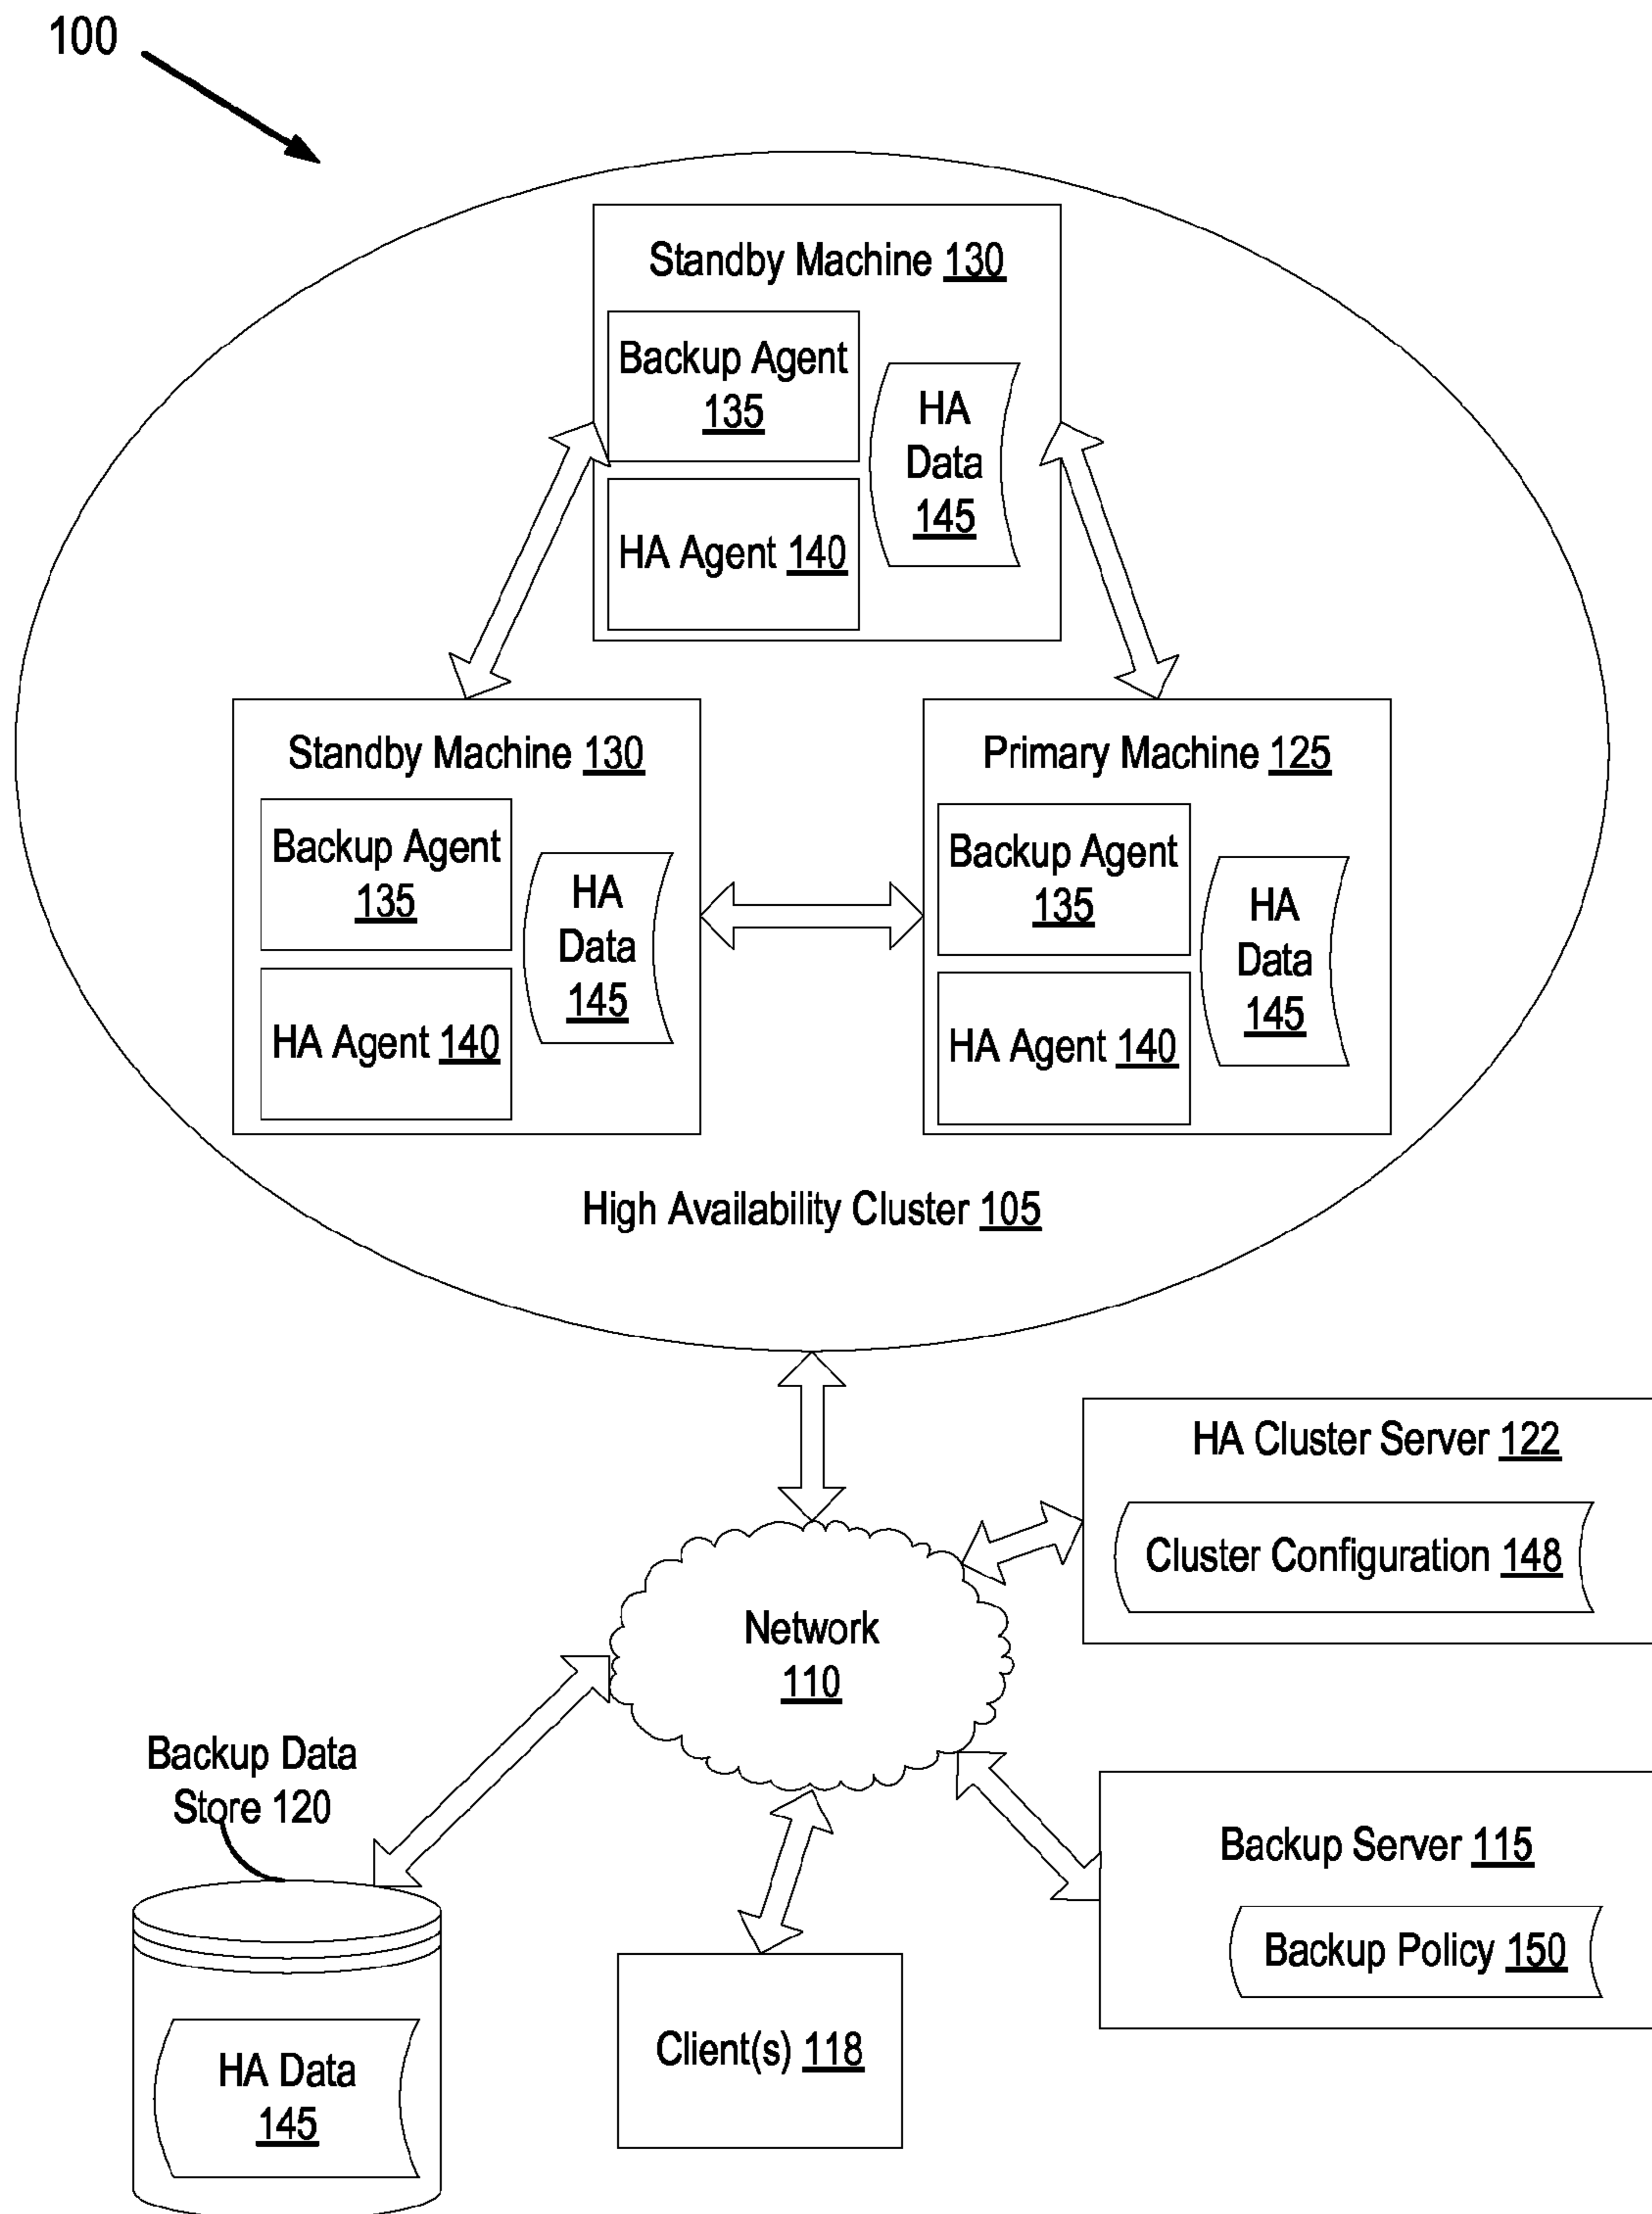 100
Standby Machine 130
Backup Agent
135
HA
Data
145
HA Agent 140
Standby Machine 130
Backup Agent
135
HA
Data
145
HA Agent 140
Primary Machine 125
Backup Agent
135
HA
Data
145
HA Agent 140
High Availability Cluster 105
HA Cluster Server 122
Cluster Configuration 148
Network
110
Backup Data
Store 120
Backup Server 115
Backup Policy 150
Client(s) 118
HA Data
145